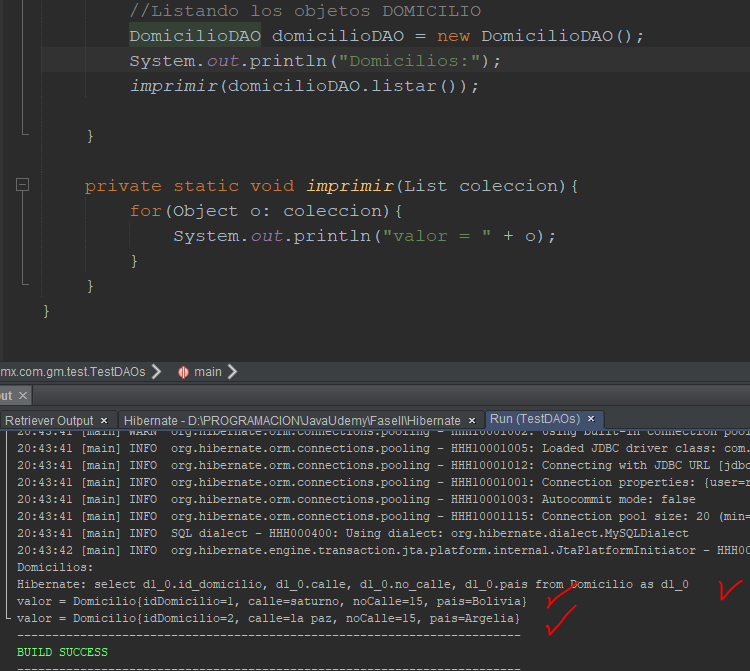 //Listando los objetos DOMICILIO
DomicilioDAO domicilioDAO = new DomicilioDAO();
System.out.println("Domicilios:");
imprimir(domicilioDAO.listar());
}
private static void imprimir(List coleccion){
for(Object o: coleccion){
System.out.println("valor = " + o);
}
}
}
mx.com.gm.test.TestDAOs main
ut ×
Retriever Output × Hibernate - D:\PROGRAMACION\JavaUdemy\FaseII\Hibernate × Run (TestDAOs) ×
20:43:41 [main] WARN org.hibernate.orm.connections.pooling - HHH10001002: Using built-in connection pool
20:43:41 [main] INFO org.hibernate.orm.connections.pooling - HHH10001005: Loaded JDBC driver class: com.
20:43:41 [main] INFO org.hibernate.orm.connections.pooling - HHH10001012: Connecting with JDBC URL [jdbc
20:43:41 [main] INFO org.hibernate.orm.connections.pooling - HHH10001001: Connection properties: {user=r
20:43:41 [main] INFO org.hibernate.orm.connections.pooling - HHH10001003: Autocommit mode: false
20:43:41 [main] INFO org.hibernate.orm.connections.pooling - HHH10001115: Connection pool size: 20 (min=
20:43:41 [main] INFO SQL dialect - HHH000400: Using dialect: org.hibernate.dialect.MySQLDialect
20:43:42 [main] INFO org.hibernate.engine.transaction.jta.platform.internal.JtaPlatformInitiator - HHH00
Domicilios:
Hibernate: select d1_0.id_domicilio, d1_0.calle, d1_0.no_calle, d1_0.pais from Domicilio as d1_0
valor = Domicilio{idDomicilio=1, calle=saturno, noCalle=15, pais=Bolivia}
valor = Domicilio{idDomicilio=2, calle=la paz, noCalle=15, pais=Argelia}
------------------------------------------------------------------------
BUILD SUCCESS
------------------------------------------------------------------------